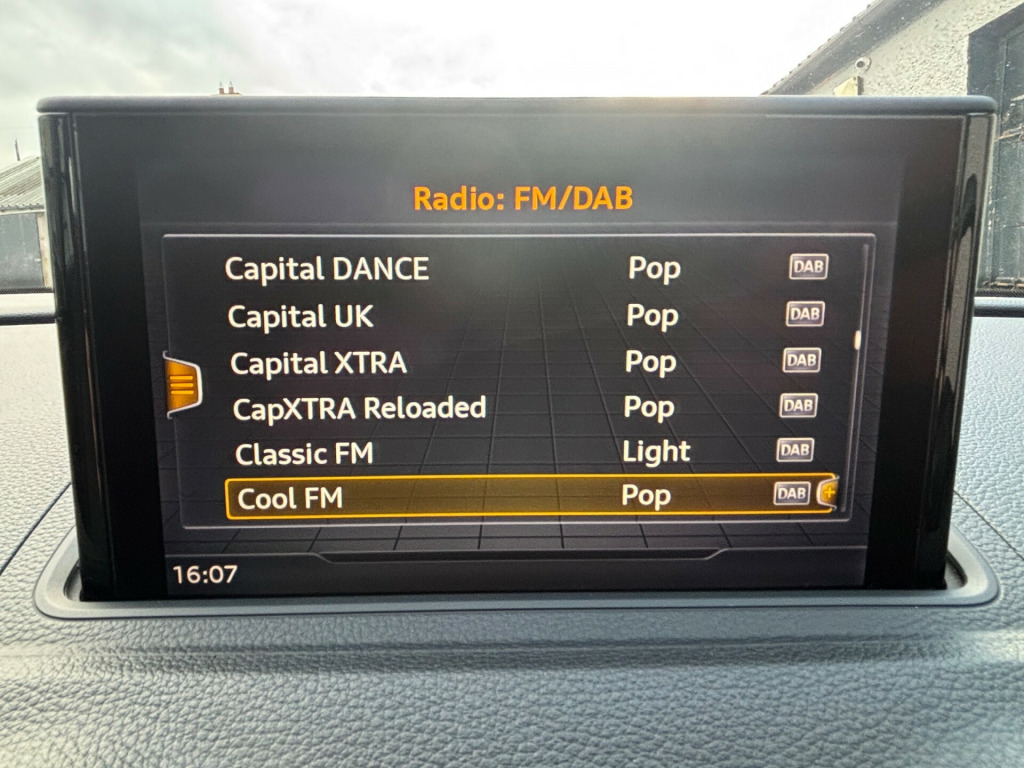 Radio: FM/DAB
Capital DANCE Pop DAB
Capital UK Pop DAB
Capital XTRA Pop DAB
CapXTRA Reloaded Pop DAB
Classic FM Light DAB
Cool FM Pop DAB +
16:07